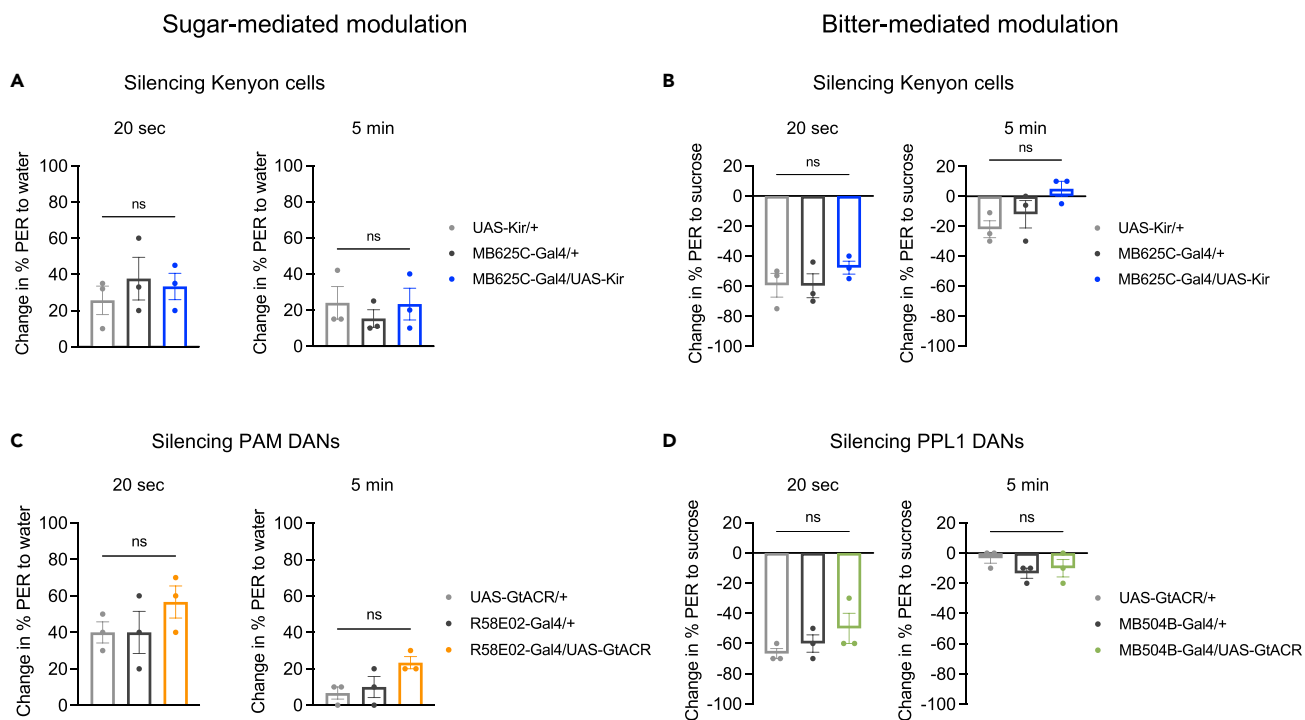 Sugar-mediated modulation
Bitter-mediated modulation
A
Silencing Kenyon cells
20 sec
5 min
Change in % PER to water
100
80
60
40
20
0
ns
Change in % PER to water
100
80
60
40
20
0
ns
UAS-Kir/+
MB625C-Gal4/+
MB625C-Gal4/UAS-Kir
B
Silencing Kenyon cells
20 sec
5 min
Change in % PER to sucrose
20
0
-20
-40
-60
-80
-100
ns
Change in % PER to sucrose
20
0
-20
-40
-60
-80
-100
ns
UAS-Kir/+
MB625C-Gal4/+
MB625C-Gal4/UAS-Kir
C
Silencing PAM DANs
20 sec
5 min
Change in % PER to water
100
80
60
40
20
0
ns
Change in % PER to water
100
80
60
40
20
0
ns
UAS-GtACR/+
R58E02-Gal4/+
R58E02-Gal4/UAS-GtACR
D
Silencing PPL1 DANs
20 sec
5 min
Change in % PER to sucrose
20
0
-20
-40
-60
-80
-100
ns
Change in % PER to sucrose
20
0
-20
-40
-60
-80
-100
ns
UAS-GtACR/+
MB504B-Gal4/+
MB504B-Gal4/UAS-GtACR